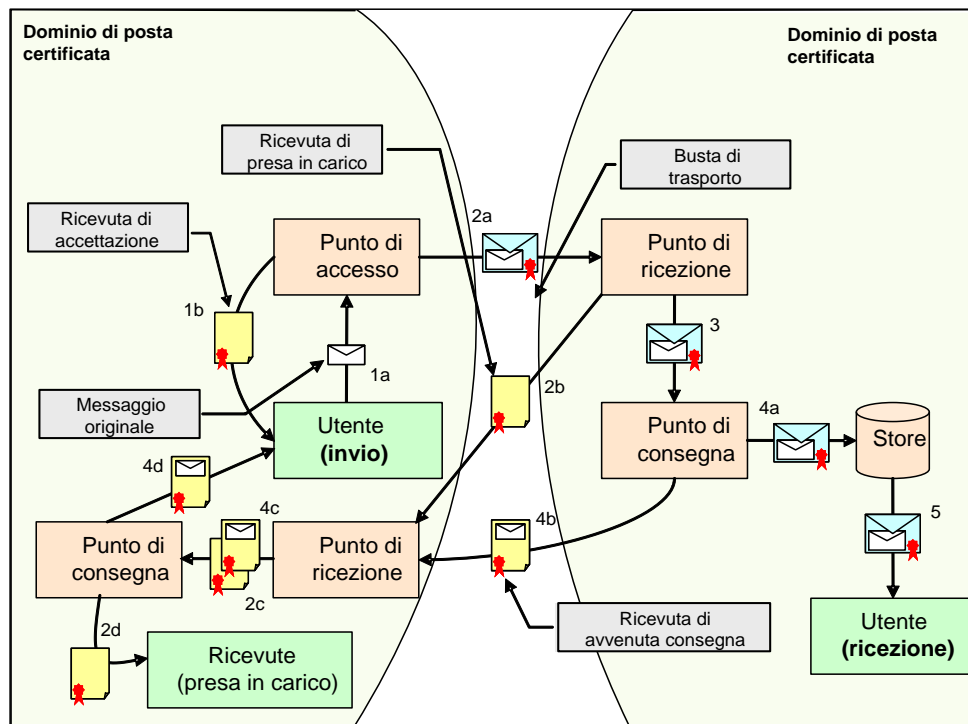 Dominio di posta
certificata
Dominio di posta
certificata
Ricevuta di
presa in carico
Busta di
trasporto
Ricevuta di
accettazione
2a
Punto di
accesso
Punto di
ricezione
1b
3
1a
2b
Messaggio
originale
Utente
(invio)
Punto di
consegna
4a
Store
4d
4c
4b
5
Punto di
consegna
Punto di
ricezione
2c
Ricevuta di
avvenuta consegna
Utente
(ricezione)
2d
Ricevute
(presa in carico)